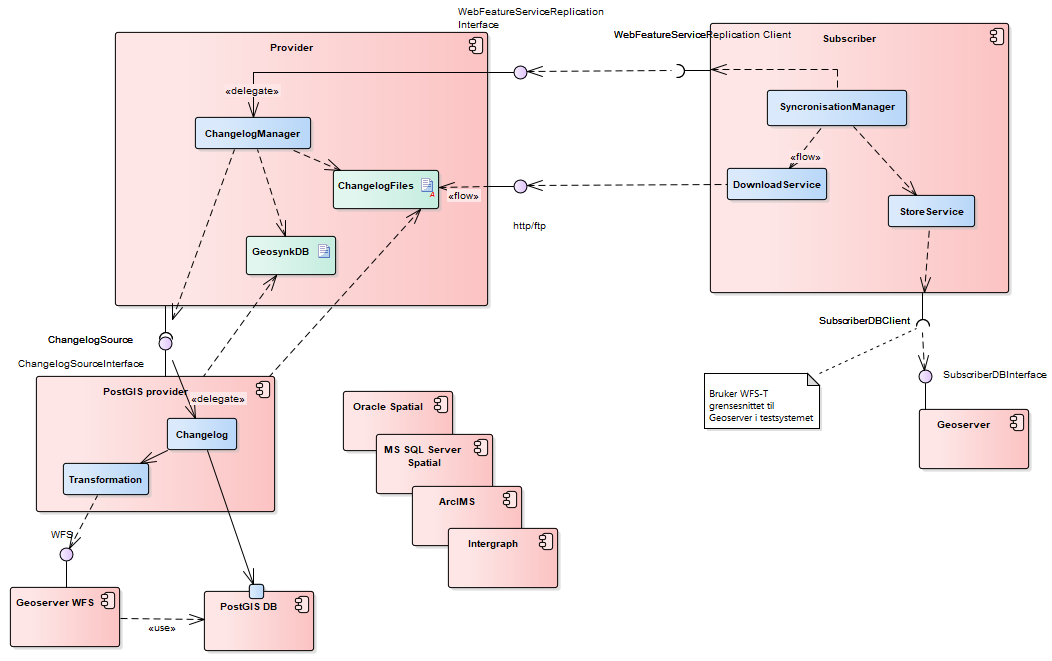 WebFeatureServiceReplication
Interface
WebFeatureServiceReplication Client
Provider
Subscriber
«delegate»
ChangelogManager
SyncronisationManager
«flow»
ChangelogFiles
A
«flow»
DownloadService
StoreService
http/ftp
GeosynkDB
ChangelogSource
ChangelogSourceInterface
SubscriberDBClient
SubscriberDBInterface
PostGIS provider
«delegate»
Changelog
Transformation
Oracle Spatial
MS SQL Server
Spatial
ArcIMS
Intergraph
Bruker WFS-T
grensesnittet til
Geoserver i testsystemet
Geoserver
WFS
Geoserver WFS
«use»
PostGIS DB